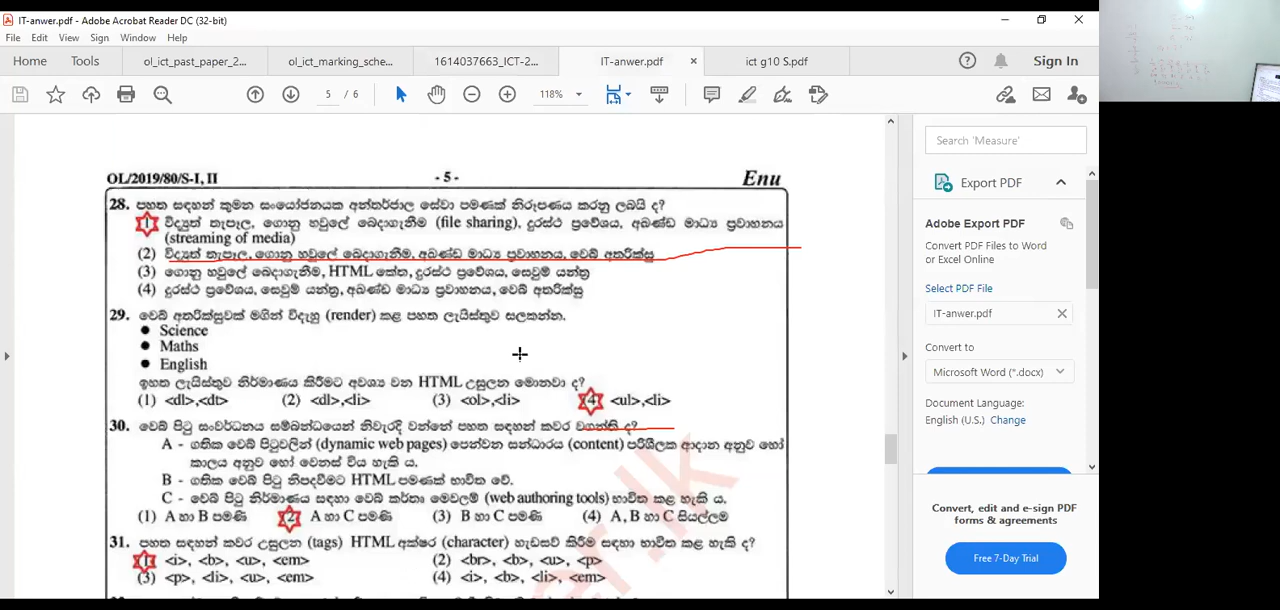 IT-anwer.pdf - Adobe Acrobat Reader DC (32-bit)
File Edit View Sign Window Help
Home Tools ol_ict_past_paper_2... ol_ict_marking_sche... 1614037663_ICT-2... IT-anwer.pdf × ict g10 S.pdf Sign In
5 / 6 118%
Search 'Measure'
Export PDF
Adobe Export PDF
Convert PDF Files to Word or Excel Online
Select PDF File
IT-anwer.pdf
Convert to
Microsoft Word (*.docx)
Document Language:
English (U.S.) Change
Convert, edit and e-sign PDF forms & agreements
Free 7-Day Trial
OL/2019/80/S-I, II - 5 - Enu
28. පහත සඳහන් කුමන සංයෝජනයක අන්තර්ජාල සේවා පමණක් නිරූපණය කරනු ලබයි ද?
(1) විද්‍යුත් තැපෑල, ගොනු හවුලේ බෙදාගැනීම (file sharing), දුරස්ථ ප්‍රවේශය, අඛණ්ඩ මාධ්‍ය ප්‍රවාහනය
(streaming of media)
(2) විද්‍යුත් තැපෑල, ගොනු හවුලේ බෙදාගැනීම, අඛණ්ඩ මාධ්‍ය ප්‍රවාහනය, වෙබ් අතරික්සු
(3) ගොනු හවුලේ බෙදාගැනීම, HTML කේත, දුරස්ථ ප්‍රවේශය, සෙවුම් යන්ත්‍ර
(4) දුරස්ථ ප්‍රවේශය, සෙවුම් යන්ත්‍ර, අඛණ්ඩ මාධ්‍ය ප්‍රවාහනය, වෙබ් අතරික්සු
29. වෙබ් අතරික්සුවක් මගින් විදැහු (render) කළ පහත ලැයිස්තුව සලකන්න.
● Science
● Maths
● English
ඉහත ලැයිස්තුව නිර්මාණය කිරීමට අවශ්‍ය වන HTML උසුලන මොනවා ද?
(1) <dl>,<dt> (2) <dl>,<li> (3) <ol>,<li> (4) <ul>,<li>
30. වෙබ් පිටු සංවර්ධනය සම්බන්ධයෙන් නිවැරදි වන්නේ පහත සඳහන් කවර වගන්ති ද?
A - ගතික වෙබ් පිටුවලින් (dynamic web pages) පෙන්වන සන්ධාරය (content) පරිශීලක ආදාන අනුව හෝ
කාලය අනුව හෝ වෙනස් විය හැකි ය.
B - ගතික වෙබ් පිටු නිපදවීමට HTML පමණක් භාවිත වේ.
C - වෙබ් පිටු නිර්මාණය සඳහා වෙබ් කර්තෘ මෙවලම් (web authoring tools) භාවිත කළ හැකි ය.
(1) A හා B පමණි (2) A හා C පමණි (3) B හා C පමණි (4) A, B හා C සියල්ලම
31. පහත සඳහන් කවර උසුලන (tags) HTML අක්ෂර (character) හැඩසව් කිරීම සඳහා භාවිත කළ හැකි ද?
(1) <i>, <b>, <u>, <em> (2) <br>, <b>, <u>, <p>
(3) <p>, <li>, <u>, <em> (4) <i>, <b>, <li>, <em>